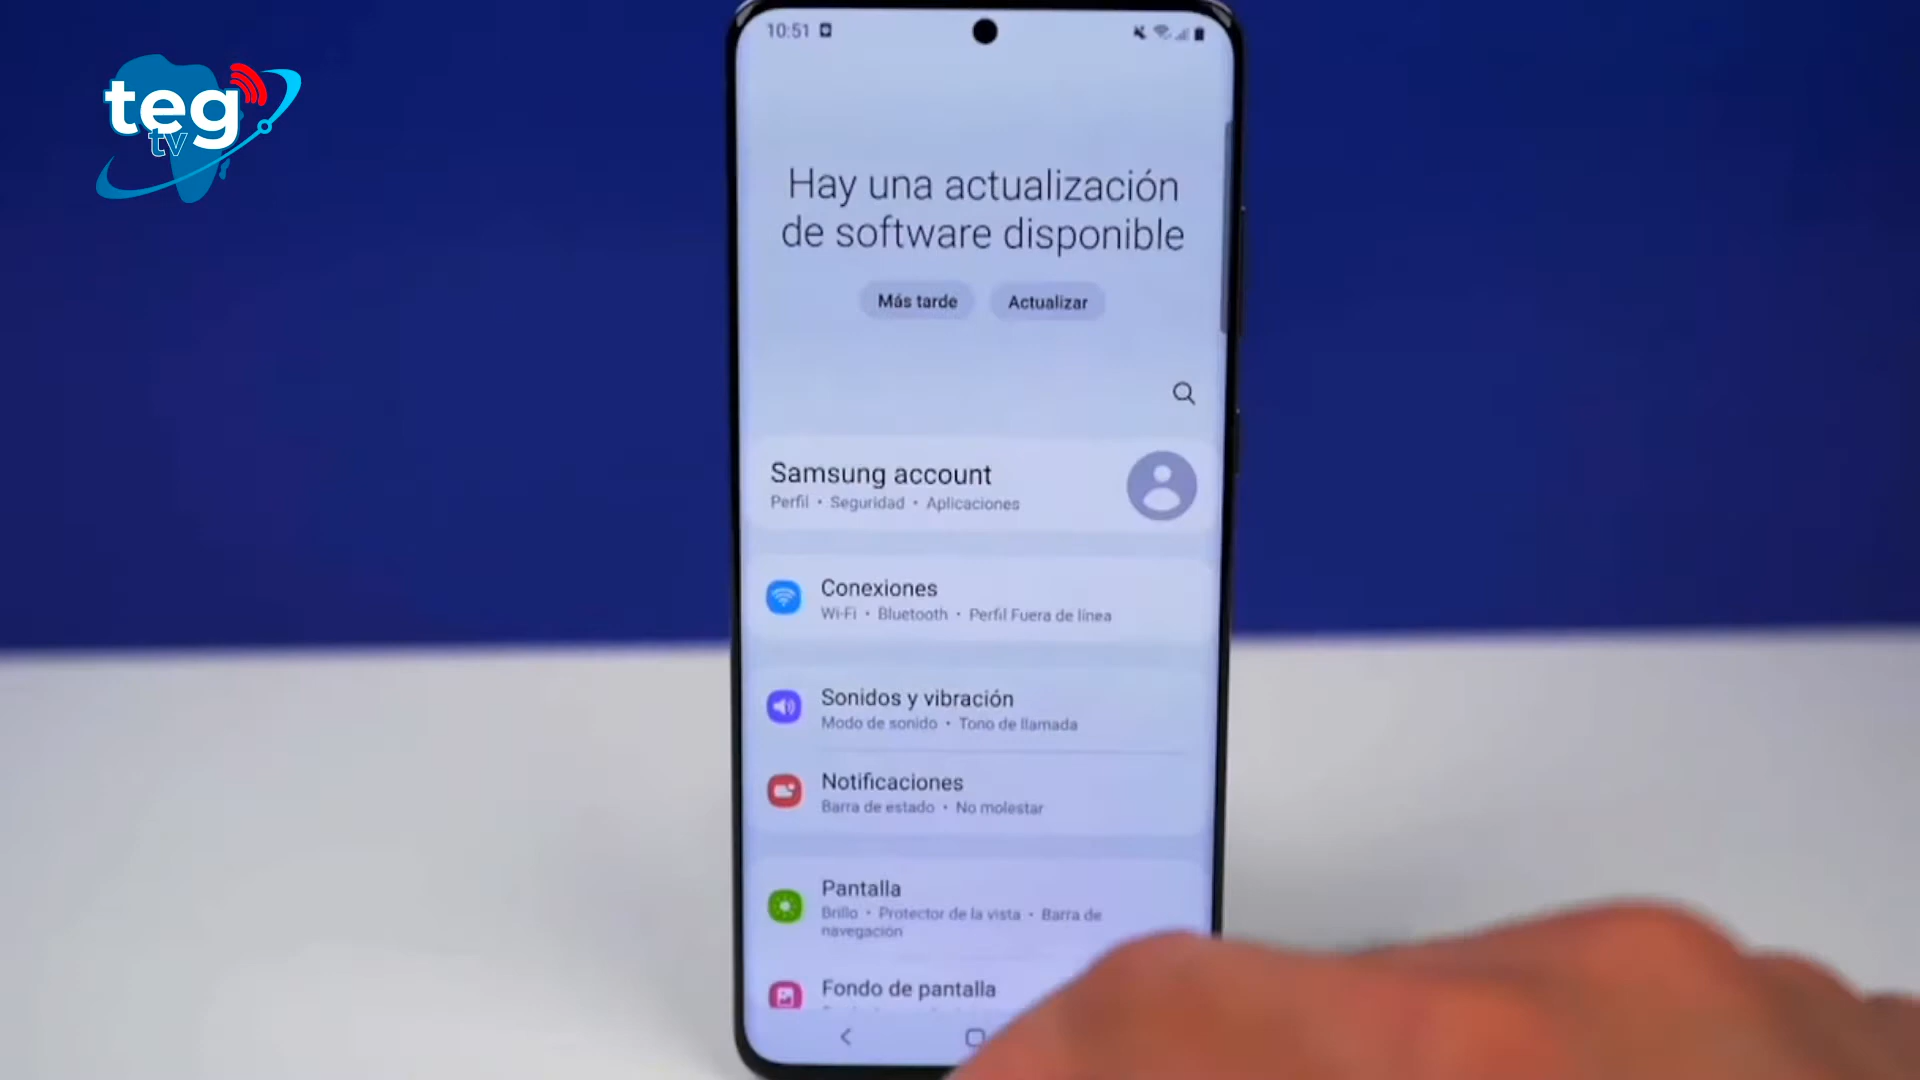 teg
tv
10:51
Hay una actualización
de software disponible
Más tarde
Actualizar
Samsung account
Perfil • Seguridad • Aplicaciones
Conexiones
Wi-Fi • Bluetooth • Perfil Fuera de línea
Sonidos y vibración
Modo de sonido • Tono de llamada
Notificaciones
Barra de estado • No molestar
Pantalla
Brillo • Protector de la vista • Barra de
navegación
Fondo de pantalla